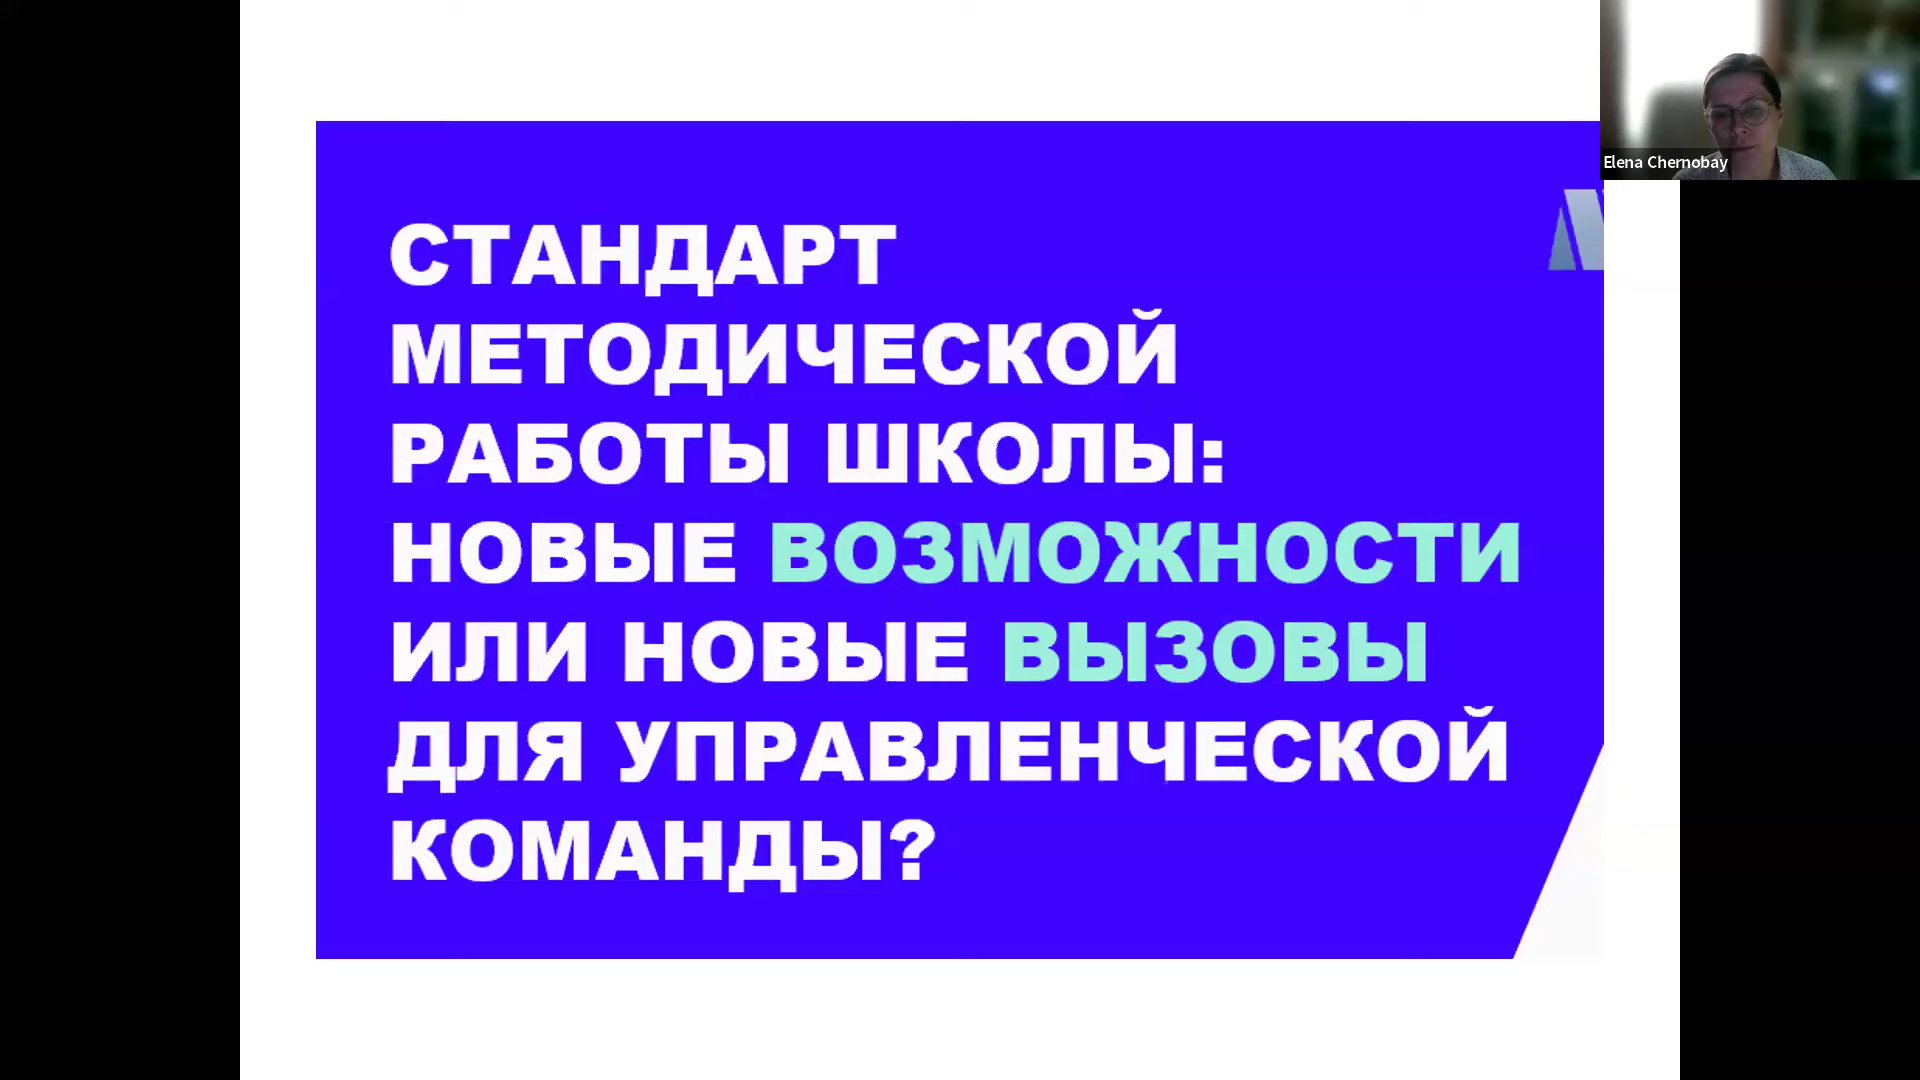 СТАНДАРТ
МЕТОДИЧЕСКОЙ
РАБОТЫ ШКОЛЫ:
НОВЫЕ ВОЗМОЖНОСТИ
ИЛИ НОВЫЕ ВЫЗОВЫ
ДЛЯ УПРАВЛЕНЧЕСКОЙ
КОМАНДЫ?
Elena Chernobay